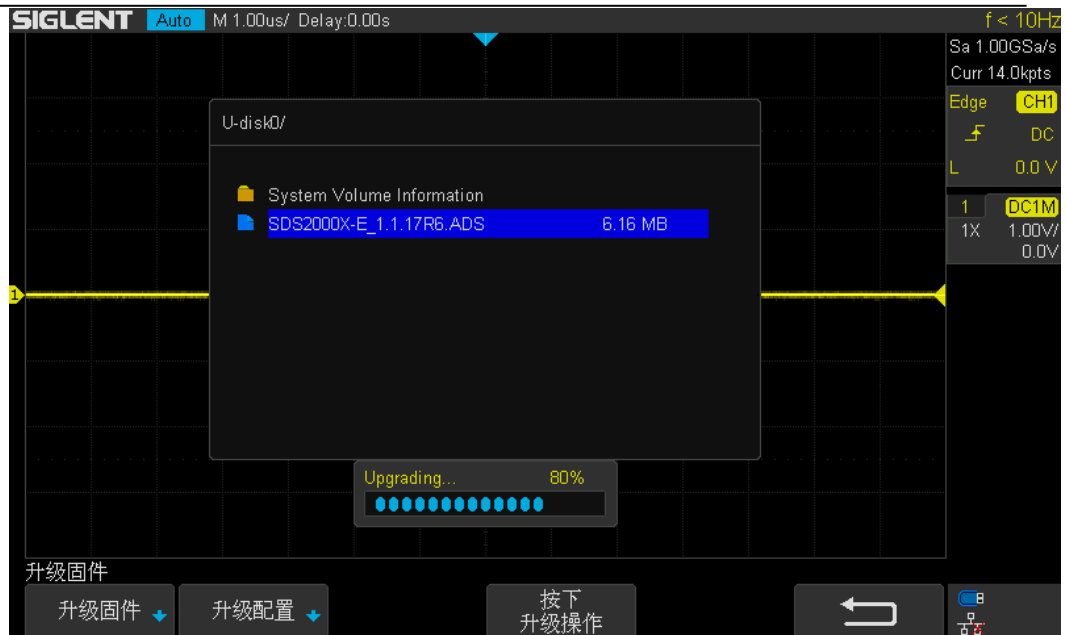 SIGLENT Auto M 1.00us/ Delay:0.00s f < 10Hz
Sa 1.00GSa/s
Curr 14.0kpts
Edge CH1
DC
L 0.0 V
1 DC1M
1X 1.00V/
0.0V
U-disk0/
System Volume Information
SDS2000X-E_1.1.17R6.ADS 6.16 MB
1
Upgrading... 80%
升级固件
升级固件
升级配置
按下
升级操作
B